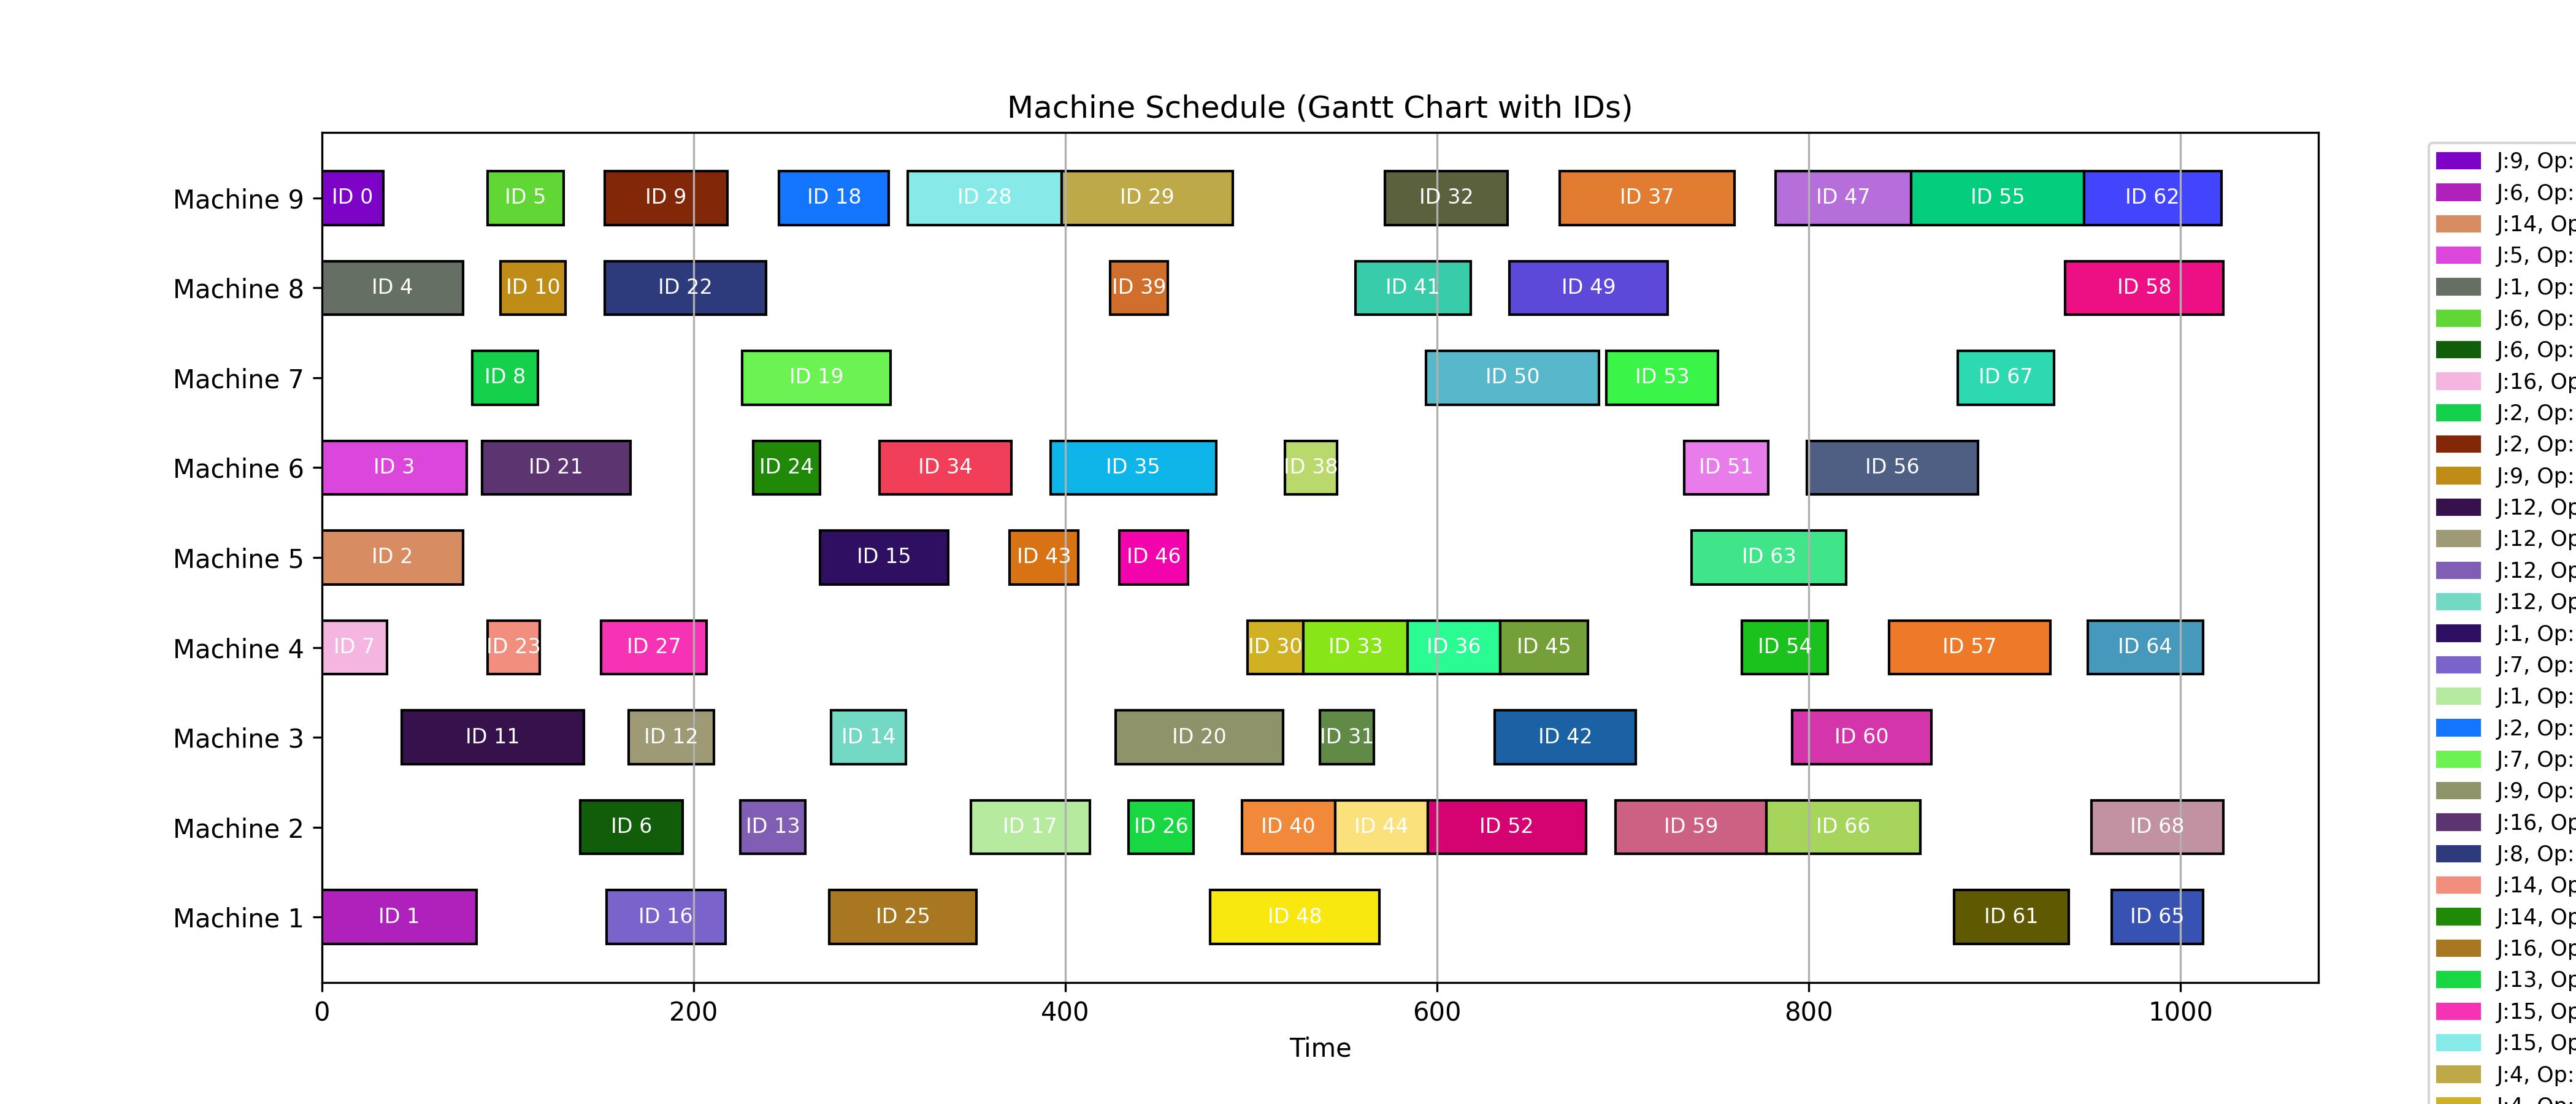 Machine Schedule (Gantt Chart with IDs)
Machine 9
ID 0 ID 5 ID 9 ID 18 ID 28 ID 29 ID 32 ID 37 ID 47 ID 55 ID 62
Machine 8
ID 4 ID 10 ID 22 ID 39 ID 41 ID 49 ID 58
Machine 7
ID 8 ID 19 ID 50 ID 53 ID 67
Machine 6
ID 3 ID 21 ID 24 ID 34 ID 35 ID 38 ID 51 ID 56
Machine 5
ID 2 ID 15 ID 43 ID 46 ID 63
Machine 4
ID 7 ID 23 ID 27 ID 30 ID 33 ID 36 ID 45 ID 54 ID 57 ID 64
Machine 3
ID 11 ID 12 ID 14 ID 20 ID 31 ID 42 ID 60
Machine 2
ID 6 ID 13 ID 17 ID 26 ID 40 ID 44 ID 52 ID 59 ID 66 ID 68
Machine 1
ID 1 ID 16 ID 25 ID 48 ID 61 ID 65
0 200 400 600 800 1000
Time
J:9, Op:
J:6, Op:
J:14, Op
J:5, Op:
J:1, Op:
J:6, Op:
J:6, Op:
J:16, Op
J:2, Op:
J:2, Op:
J:9, Op:
J:12, Op
J:12, Op
J:12, Op
J:12, Op
J:1, Op:
J:7, Op:
J:1, Op:
J:2, Op:
J:7, Op:
J:9, Op:
J:16, Op
J:8, Op:
J:14, Op
J:14, Op
J:16, Op
J:13, Op
J:15, Op
J:15, Op
J:4, Op:
J:4, Op: